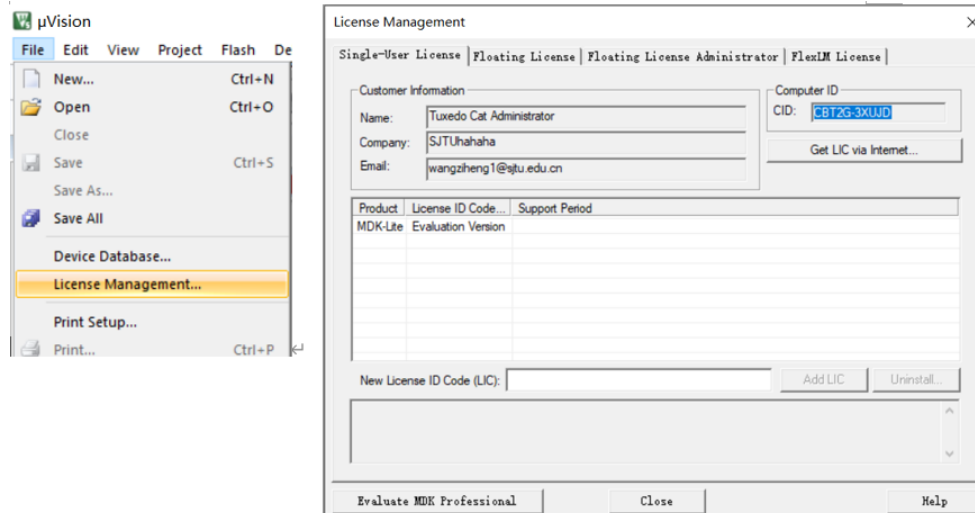 µVision
File Edit View Project Flash De
New... Ctrl+N
Open Ctrl+O
Close
Save Ctrl+S
Save As...
Save All
Device Database...
License Management...
Print Setup...
Print... Ctrl+P
License Management
Single-User License Floating License Floating License Administrator FlexLM License
Customer Information
Name: Tuxedo Cat Administrator
Company: SJTUhahaha
Email: wangziheng1@sjtu.edu.cn
Computer ID
CID: CBT2G-3XUJD
Get LIC via Internet...
Product License ID Code... Support Period
MDK-Lite Evaluation Version
New License ID Code (LIC): Add LIC Uninstall...
Evaluate MDK Professional Close Help